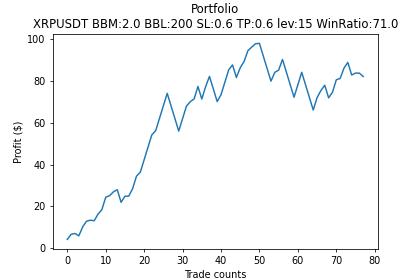 Portfolio
XRPUSDT BBM:2.0 BBL:200 SL:0.6 TP:0.6 lev:15 WinRatio:71.0
100
80
60
40
20
0
Profit ($)
0 10 20 30 40 50 60 70 80
Trade counts